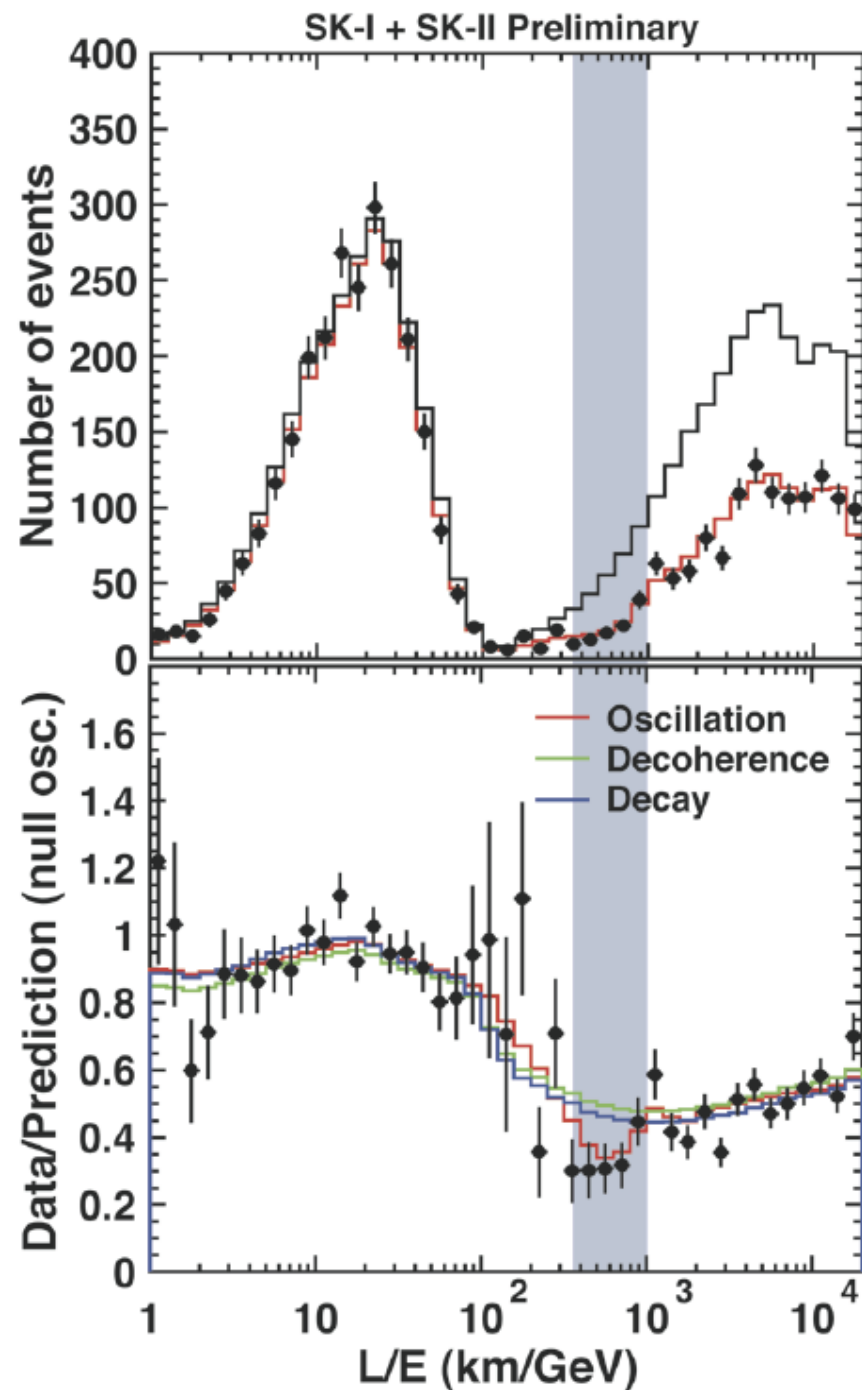 SK-I + SK-II Preliminary
400
350
300
250
200
150
100
50
0
Number of events
Oscillation
Decoherence
Decay
1.6
1.4
1.2
1
0.8
0.6
0.4
0.2
0
Data/Prediction (null osc.)
1 10 10² 10³ 10⁴
L/E (km/GeV)